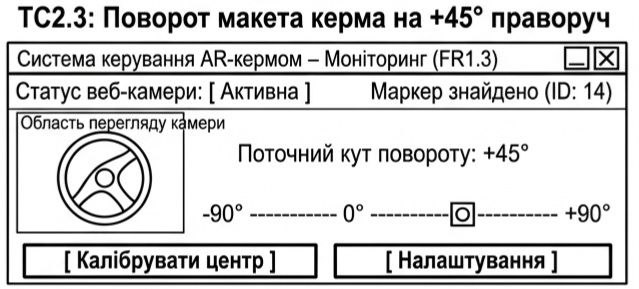 TC2.3: Поворот макета керма на +45° праворуч
Система керування AR-кермом – Моніторинг (FR1.3)
Статус веб-камери: [ Активна ] Маркер знайдено (ID: 14)
Область перегляду камери
Поточний кут повороту: +45°
-90° ----------- 0° ----------[O]---------- +90°
[ Калібрувати центр ] [ Налаштування ]